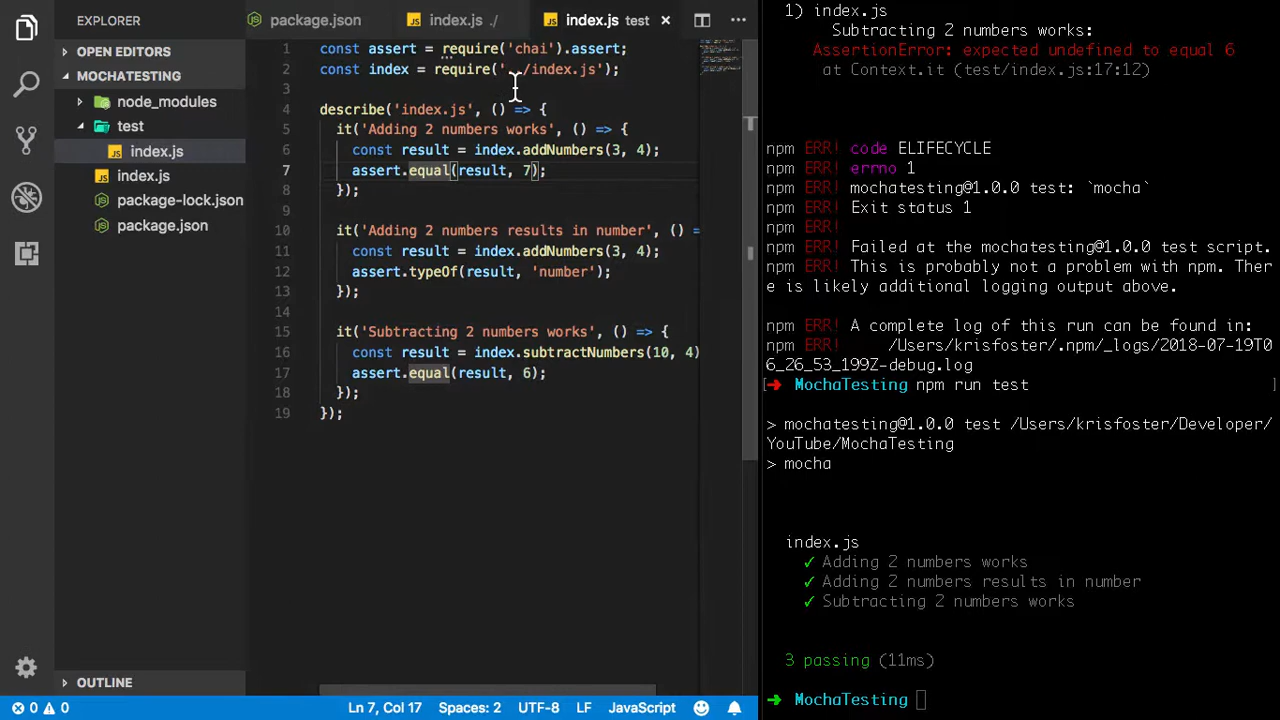 EXPLORER
OPEN EDITORS
MOCHATESTING
node_modules
test
index.js
index.js
package-lock.json
package.json
OUTLINE
package.json
index.js ./
index.js test
1 const assert = require('chai').assert;
2 const index = require('../index.js');
3
4 describe('index.js', () => {
5 it('Adding 2 numbers works', () => {
6 const result = index.addNumbers(3, 4);
7 assert.equal(result, 7);
8 });
9
10 it('Adding 2 numbers results in number', () =
11 const result = index.addNumbers(3, 4);
12 assert.typeOf(result, 'number');
13 });
14
15 it('Subtracting 2 numbers works', () => {
16 const result = index.subtractNumbers(10, 4)
17 assert.equal(result, 6);
18 });
19 });
0 0
Ln 7, Col 17
Spaces: 2
UTF-8
LF
JavaScript
1) index.js
Subtracting 2 numbers works:
AssertionError: expected undefined to equal 6
at Context.it (test/index.js:17:12)
npm ERR! code ELIFECYCLE
npm ERR! errno 1
npm ERR! mochatesting@1.0.0 test: `mocha`
npm ERR! Exit status 1
npm ERR!
npm ERR! Failed at the mochatesting@1.0.0 test script.
npm ERR! This is probably not a problem with npm. Ther
e is likely additional logging output above.
npm ERR! A complete log of this run can be found in:
npm ERR! /Users/krisfoster/.npm/_logs/2018-07-19T0
6_26_53_199Z-debug.log
[➜ MochaTesting npm run test ]
> mochatesting@1.0.0 test /Users/krisfoster/Developer/
YouTube/MochaTesting
> mocha
index.js
✓ Adding 2 numbers works
✓ Adding 2 numbers results in number
✓ Subtracting 2 numbers works
3 passing (11ms)
➜ MochaTesting